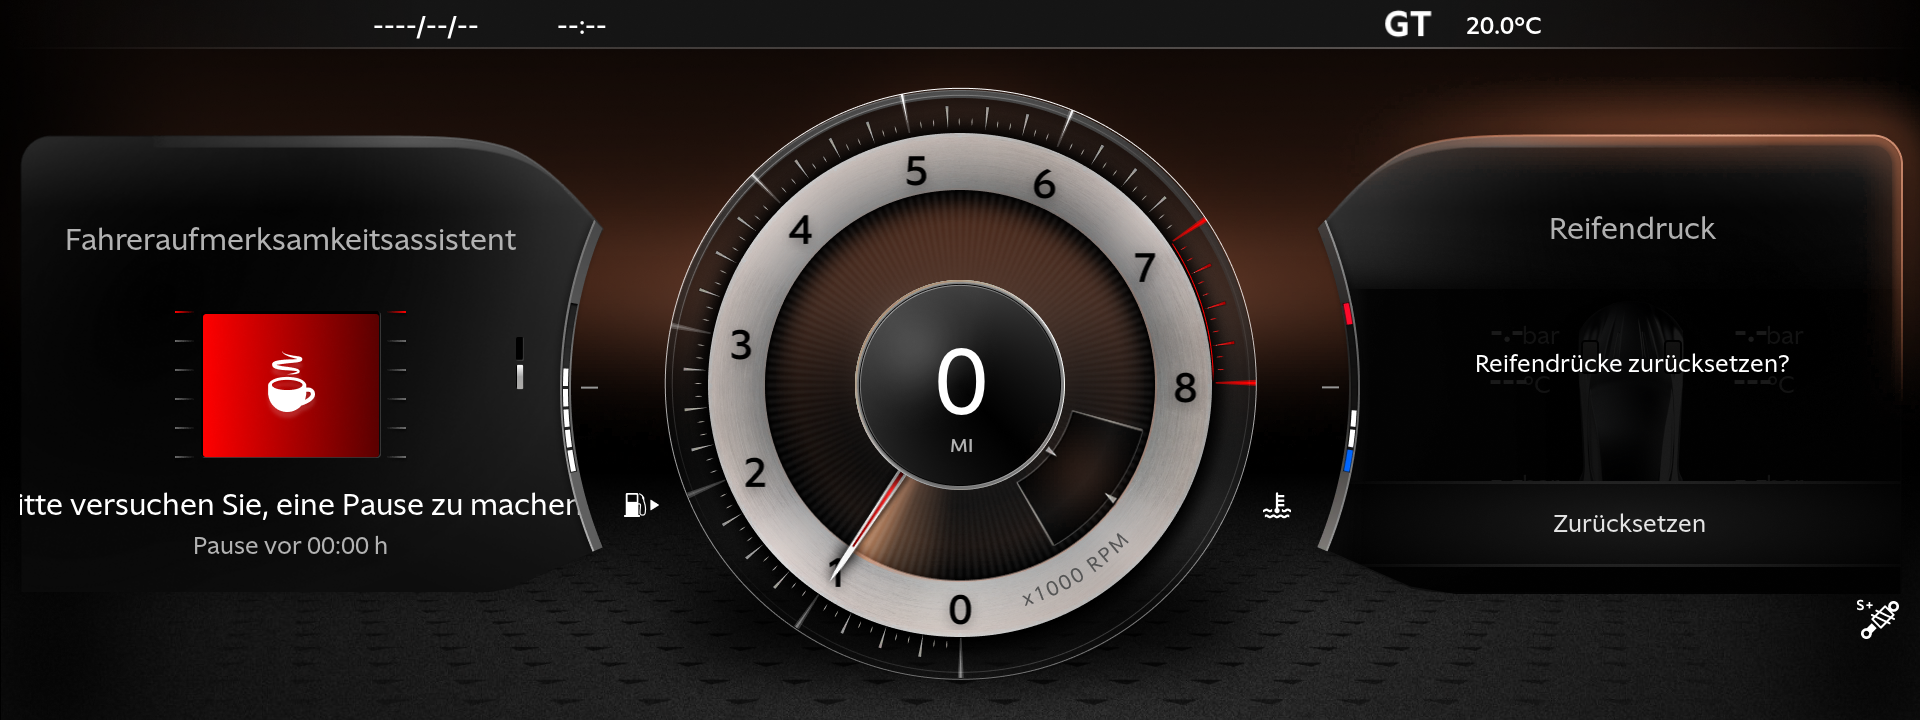 ----/--/-- --:-- GT 20.0°C
Fahreraufmerksamkeitsassistent
itte versuchen Sie, eine Pause zu machen
Pause vor 00:00 h
0
1
2
3
4
5
6
7
8
x1000 RPM
0
MI
Reifendruck
-.-bar -.-bar
Reifendrücke zurücksetzen?
---°C ---°C
Zurücksetzen
S+